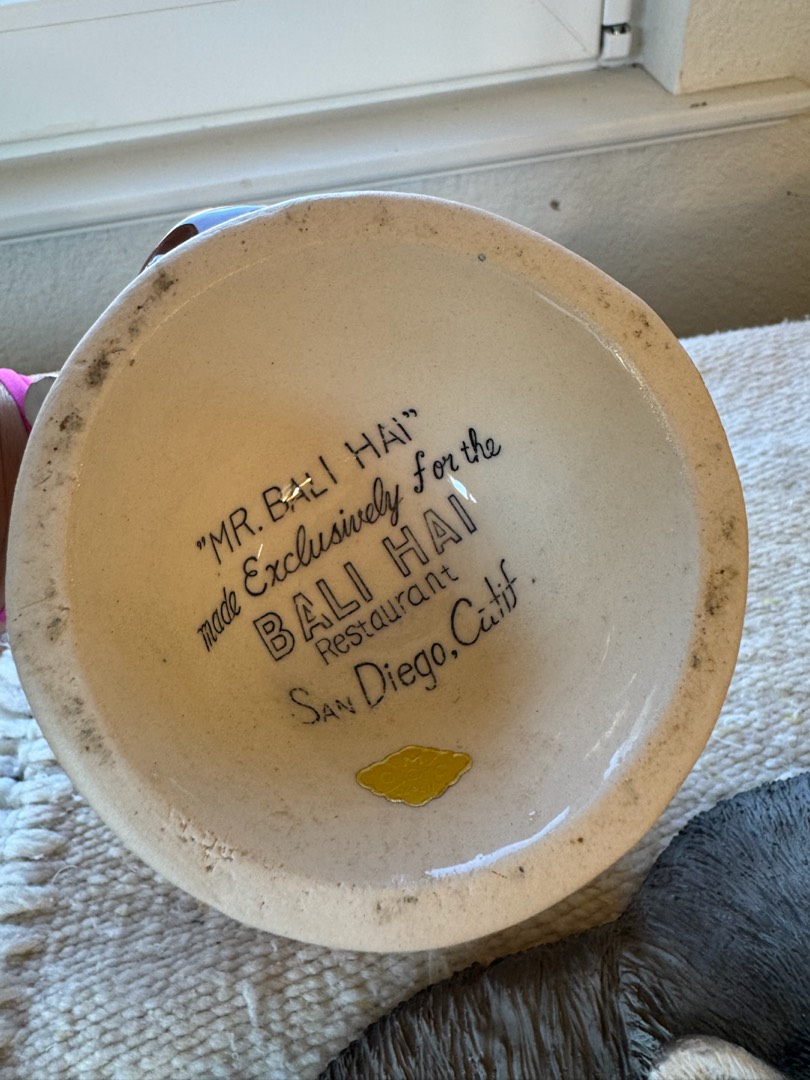 "MR. BALI HAI"
made Exclusively for the
BALI HAI
Restaurant
SAN Diego, Calif.